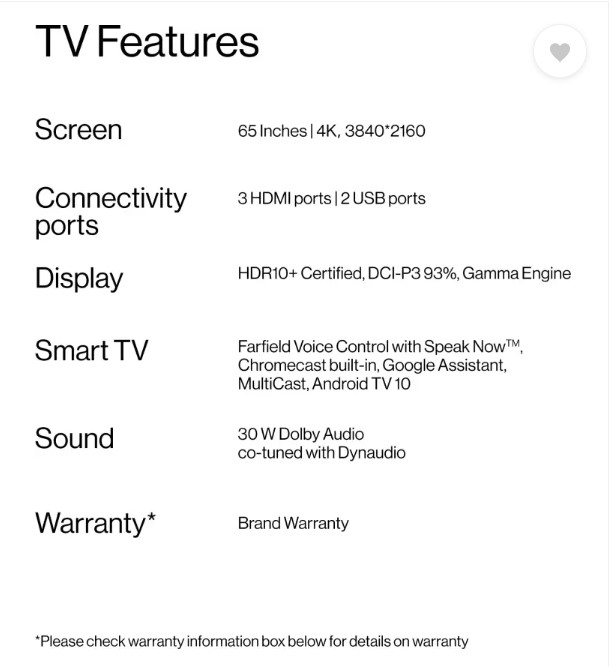 TV Features
Screen
65 Inches | 4K, 3840*2160
Connectivity
ports
3 HDMI ports | 2 USB ports
Display
HDR10+ Certified, DCI-P3 93%, Gamma Engine
Smart TV
Farfield Voice Control with Speak Now™,
Chromecast built-in, Google Assistant,
MultiCast, Android TV 10
Sound
30 W Dolby Audio
co-tuned with Dynaudio
Warranty*
Brand Warranty
*Please check warranty information box below for details on warranty